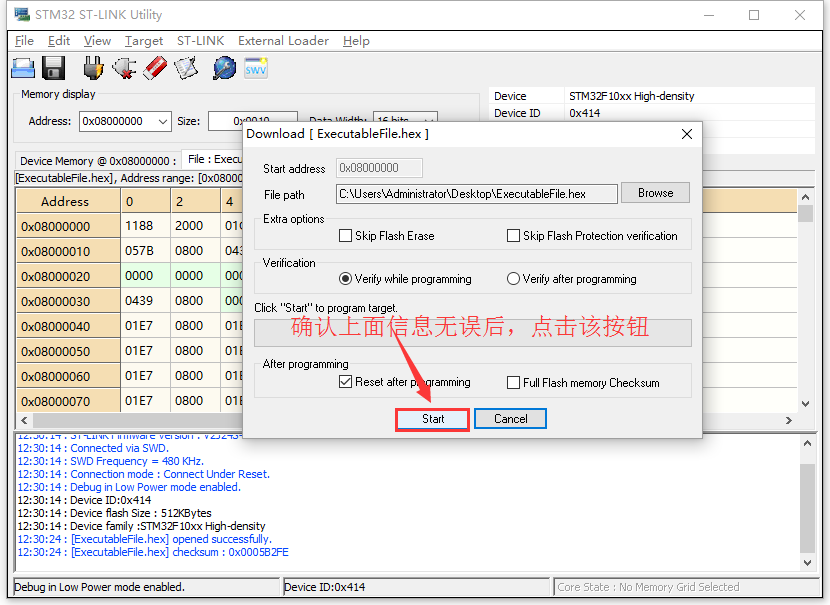 STM32 ST-LINK Utility
File Edit View Target ST-LINK External Loader Help
Memory display
Address: 0x08000000 Size: 0x0010 Data Width: 16 bits
Device STM32F10xx High-density
Device ID 0x414
Device Memory @ 0x08000000 : File : Execu
[ExecutableFile.hex], Address range: [0x0800
Address 0 2 4
0x08000000 1188 2000 01C
0x08000010 057B 0800 043
0x08000020 0000 0000 000
0x08000030 0439 0800 000
0x08000040 01E7 0800 01E
0x08000050 01E7 0800 01E
0x08000060 01E7 0800 01E
0x08000070 01E7 0800 01E
Download [ ExecutableFile.hex ]
Start address 0x08000000
File path C:\Users\Administrator\Desktop\ExecutableFile.hex Browse
Extra options
Skip Flash Erase Skip Flash Protection verification
Verification
Verify while programming Verify after programming
Click "Start" to program target.
确认上面信息无误后，点击该按钮
After programming
Reset after programming Full Flash memory Checksum
Start Cancel
12:30:14 : ST-LINK Firmware version : V2J24S
12:30:14 : Connected via SWD.
12:30:14 : SWD Frequency = 480 KHz.
12:30:14 : Connection mode : Connect Under Reset.
12:30:14 : Debug in Low Power mode enabled.
12:30:14 : Device ID:0x414
12:30:14 : Device flash Size : 512KBytes
12:30:14 : Device family :STM32F10xx High-density
12:30:24 : [ExecutableFile.hex] opened successfully.
12:30:24 : [ExecutableFile.hex] checksum : 0x0005B2FE
Debug in Low Power mode enabled. Device ID:0x414 Core State : No Memory Grid Selected